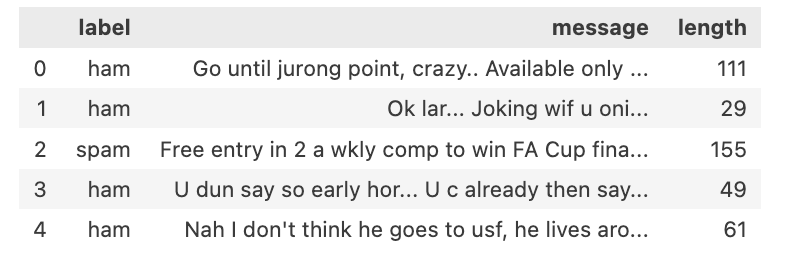 label message length
0 ham Go until jurong point, crazy.. Available only ... 111
1 ham Ok lar... Joking wif u oni... 29
2 spam Free entry in 2 a wkly comp to win FA Cup fina... 155
3 ham U dun say so early hor... U c already then say... 49
4 ham Nah I don't think he goes to usf, he lives aro... 61